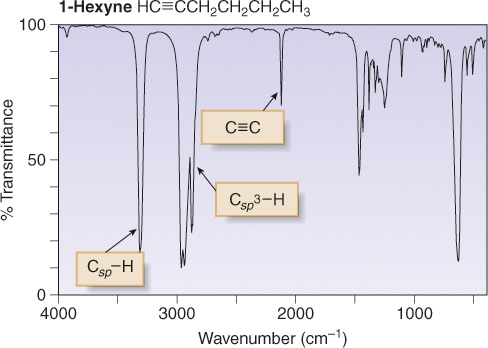 1-Hexyne HC≡CCH₂CH₂CH₂CH₃
100
50
0
% Transmittance
C≡C
Csp³–H
Csp–H
4000 3000 2000 1000
Wavenumber (cm⁻¹)